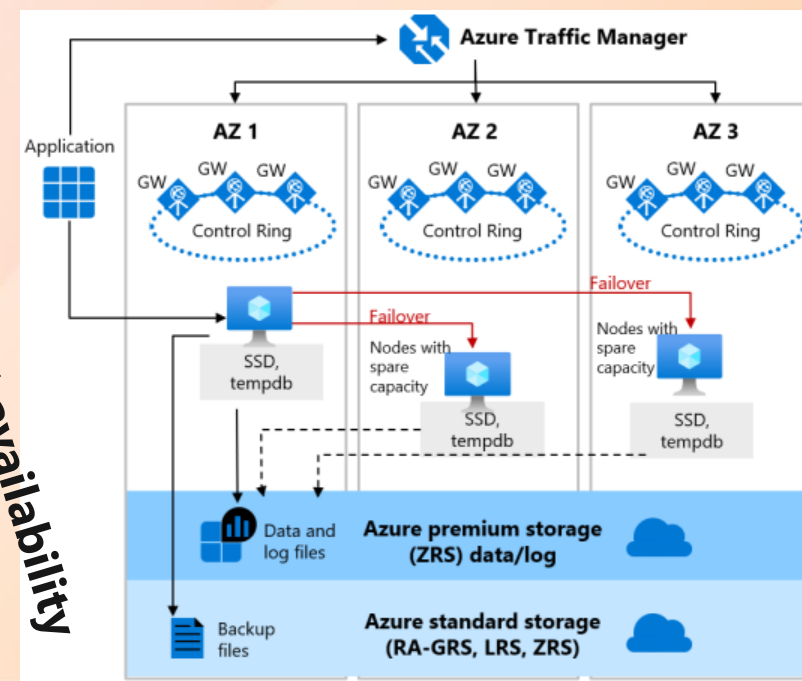 Azure Traffic Manager
AZ 1
AZ 2
AZ 3
Application
GW
GW
GW
Control Ring
GW
GW
GW
Control Ring
GW
GW
GW
Control Ring
Failover
Failover
Nodes with
spare
capacity
Nodes with
spare
capacity
SSD,
tempdb
SSD,
tempdb
SSD,
tempdb
Data and
log files
Azure premium storage
(ZRS) data/log
Backup
files
Azure standard storage
(RA-GRS, LRS, ZRS)
availability